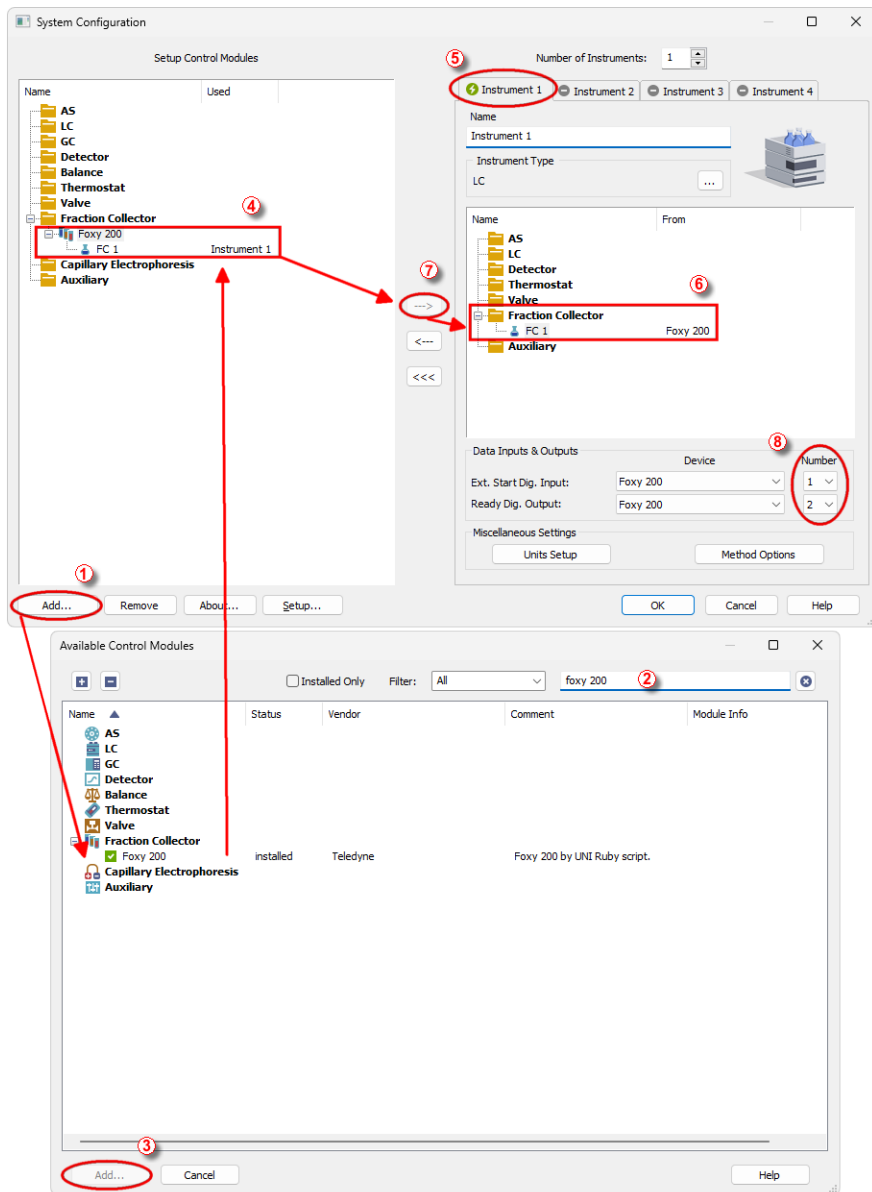 System Configuration
Setup Control Modules
Name Used
AS
LC
GC
Detector
Balance
Thermostat
Valve
Fraction Collector
4
Foxy 200
FC 1 Instrument 1
Capillary Electrophoresis
Auxiliary
1
Add... Remove About... Setup...
5
Number of Instruments: 1
Instrument 1 Instrument 2 Instrument 3 Instrument 4
Name
Instrument 1
Instrument Type
LC ...
7
--->
<---
<<<
Name From
AS
LC
Detector
Thermostat
6
Valve
Fraction Collector
FC 1 Foxy 200
Auxiliary
Data Inputs & Outputs
8
Device Number
Ext. Start Dig. Input: Foxy 200 1
Ready Dig. Output: Foxy 200 2
Miscellaneous Settings
Units Setup Method Options
OK Cancel Help
Available Control Modules
Installed Only Filter: All foxy 200 2
Name Status Vendor Comment Module Info
AS
LC
GC
Detector
Balance
Thermostat
Valve
Fraction Collector
Foxy 200 installed Teledyne Foxy 200 by UNI Ruby script.
Capillary Electrophoresis
Auxiliary
3
Add... Cancel Help